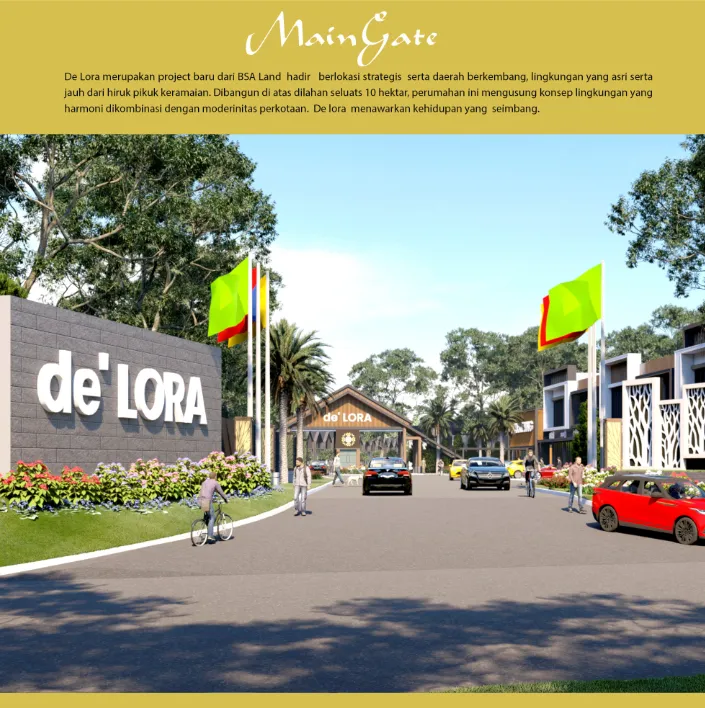 Main Gate
De Lora merupakan project baru dari BSA Land hadir berlokasi strategis serta daerah berkembang, lingkungan yang asri serta
jauh dari hiruk pikuk keramaian. Dibangun di atas dilahan seluats 10 hektar, perumahan ini mengusung konsep lingkungan yang
harmoni dikombinasi dengan moderinitas perkotaan. De lora menawarkan kehidupan yang seimbang.
de' LORA
de' LORA